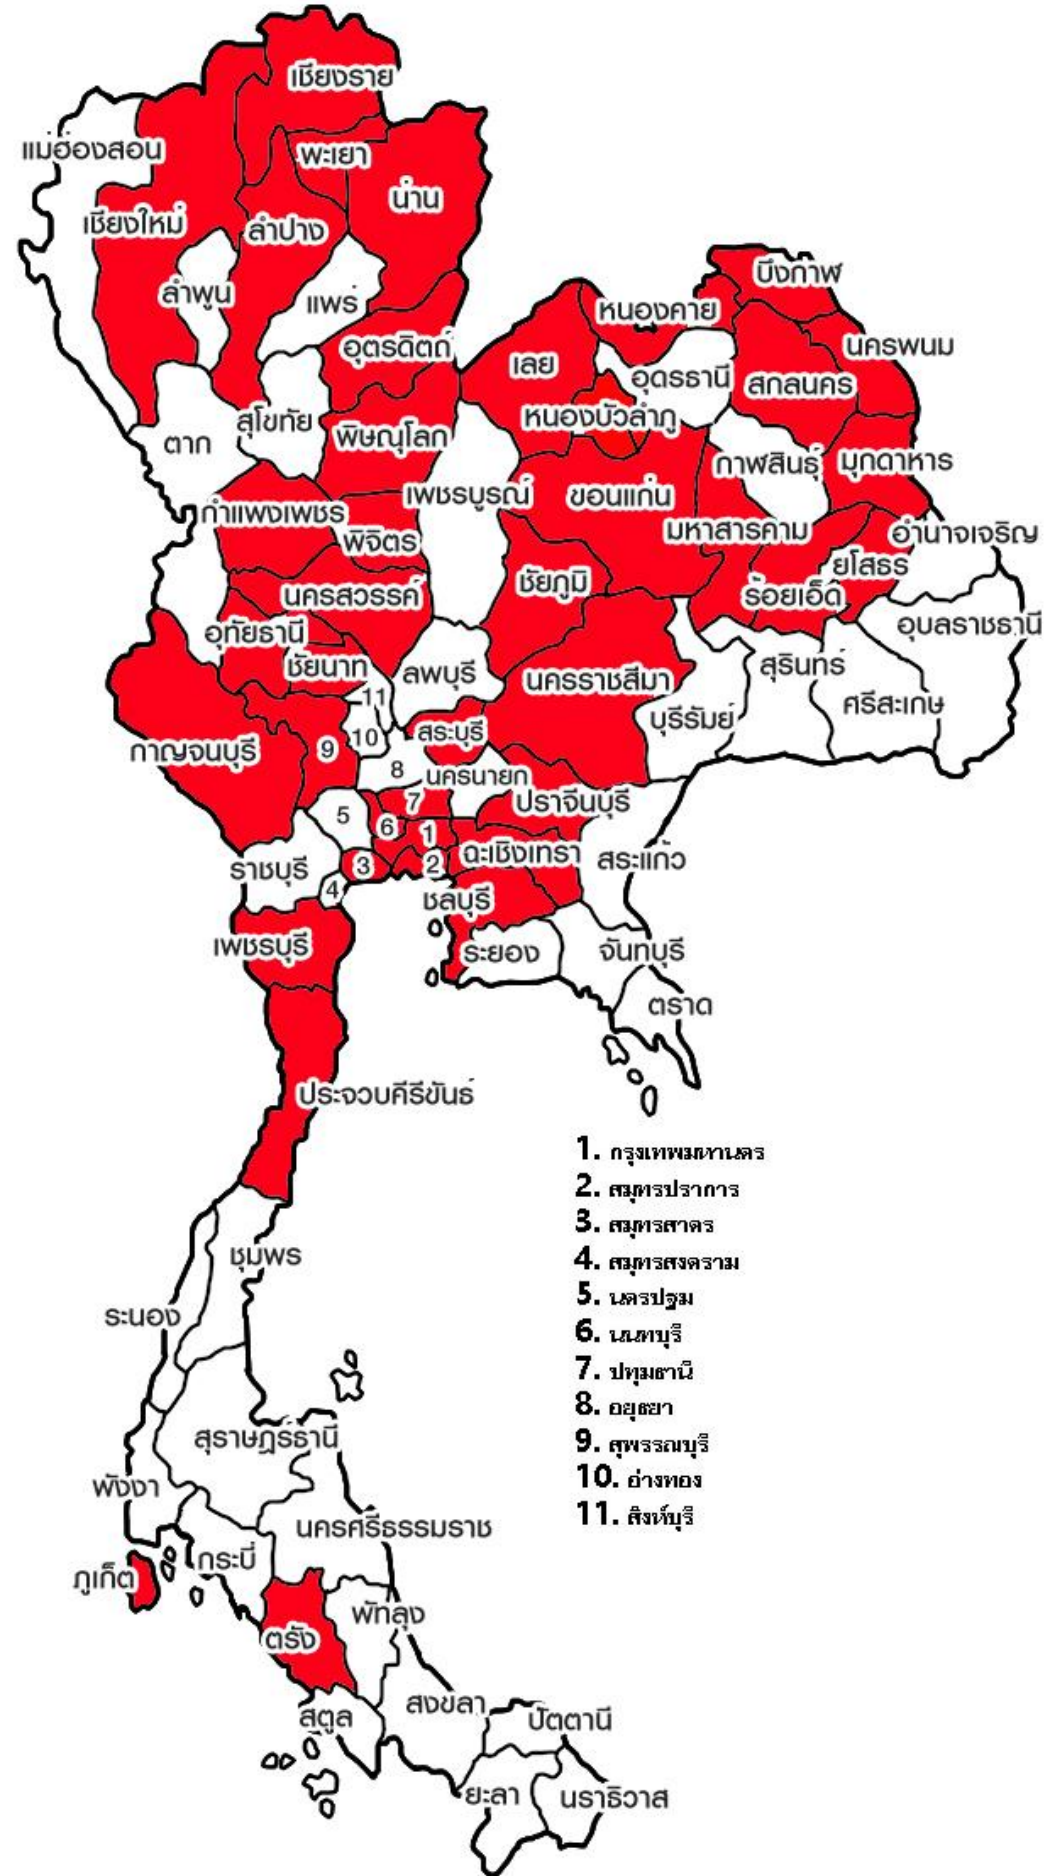 เชียงราย
แม่ฮ่องสอน
พะเยา
น่าน
เชียงใหม่
ลำปาง
บึงกาฬ
ลำพูน
แพร่
หนองคาย
อุตรดิตถ์
นครพนม
เลย
อุดรธานี
สกลนคร
สุโขทัย
หนองบัวลำภู
ตาก
พิษณุโลก
กาฬสินธุ์
มุกดาหาร
เพชรบูรณ์
ขอนแก่น
กำแพงเพชร
มหาสารคาม
อำนาจเจริญ
พิจิตร
ยโสธร
ชัยภูมิ
นครสวรรค์
ร้อยเอ็ด
อุบลราชธานี
อุทัยธานี
ชัยนาท
ลพบุรี
สุรินทร์
นครราชสีมา
11
ศรีสะเกษ
บุรีรัมย์
สระบุรี
10
กาญจนบุรี
9
8
นครนายก
7
ปราจีนบุรี
5
6
1
ฉะเชิงเทรา
สระแก้ว
ราชบุรี
3
2
4
ชลบุรี
เพชรบุรี
ระยอง
จันทบุรี
ตราด
ประจวบคีรีขันธ์
1. กรุงเทพมหานคร
2. สมุทรปราการ
3. สมุทรสาคร
4. สมุทรสงคราม
5. นครปฐม
6. นนทบุรี
7. ปทุมธานี
8. อยุธยา
9. สุพรรณบุรี
10. อ่างทอง
11. สิงห์บุรี
ชุมพร
ระนอง
สุราษฎร์ธานี
พังงา
นครศรีธรรมราช
กระบี่
ภูเก็ต
พัทลุง
ตรัง
สงขลา
สตูล
ปัตตานี
ยะลา
นราธิวาส